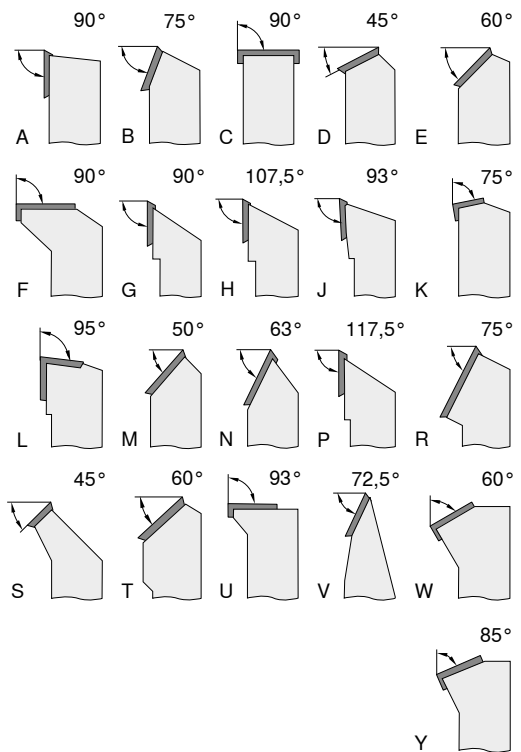 90° 75° 90° 45° 60°
A B C D E
90° 90° 107,5° 93° 75°
F G H J K
95° 50° 63° 117,5° 75°
L M N P R
45° 60° 93° 72,5° 60°
S T U V W
85°
Y